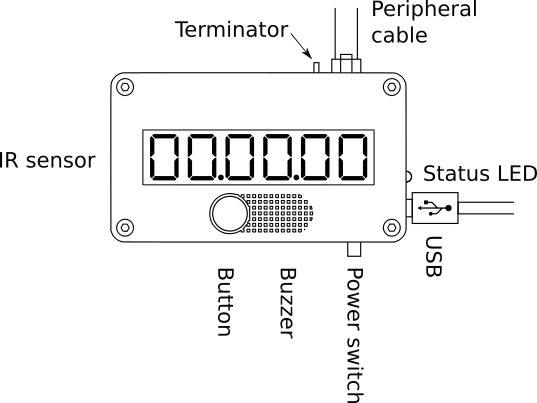 Peripheral
cable
Terminator
IR sensor
00.00.00
Status LED
USB
Button
Buzzer
Power switch